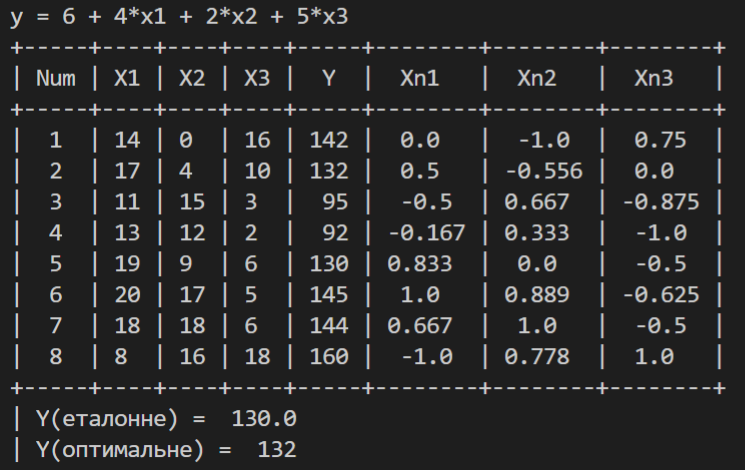 y = 6 + 4*x1 + 2*x2 + 5*x3
+-----+----+----+----+-----+--------+--------+--------+
| Num | X1 | X2 | X3 |  Y  |  Xn1   |  Xn2   |  Xn3   |
+-----+----+----+----+-----+--------+--------+--------+
|  1  | 14 | 0  | 16 | 142 |  0.0   |  -1.0  |  0.75  |
|  2  | 17 | 4  | 10 | 132 |  0.5   | -0.556 |  0.0   |
|  3  | 11 | 15 | 3  |  95 |  -0.5  | 0.667  | -0.875 |
|  4  | 13 | 12 | 2  |  92 | -0.167 | 0.333  |  -1.0  |
|  5  | 19 | 9  | 6  | 130 | 0.833  |  0.0   |  -0.5  |
|  6  | 20 | 17 | 5  | 145 |  1.0   | 0.889  | -0.625 |
|  7  | 18 | 18 | 6  | 144 | 0.667  |  1.0   |  -0.5  |
|  8  | 8  | 16 | 18 | 160 |  -1.0  | 0.778  |  1.0   |
+-----+----+----+----+-----+--------+--------+--------+
| Y(еталонне) =  130.0
| Y(оптимальне) =  132